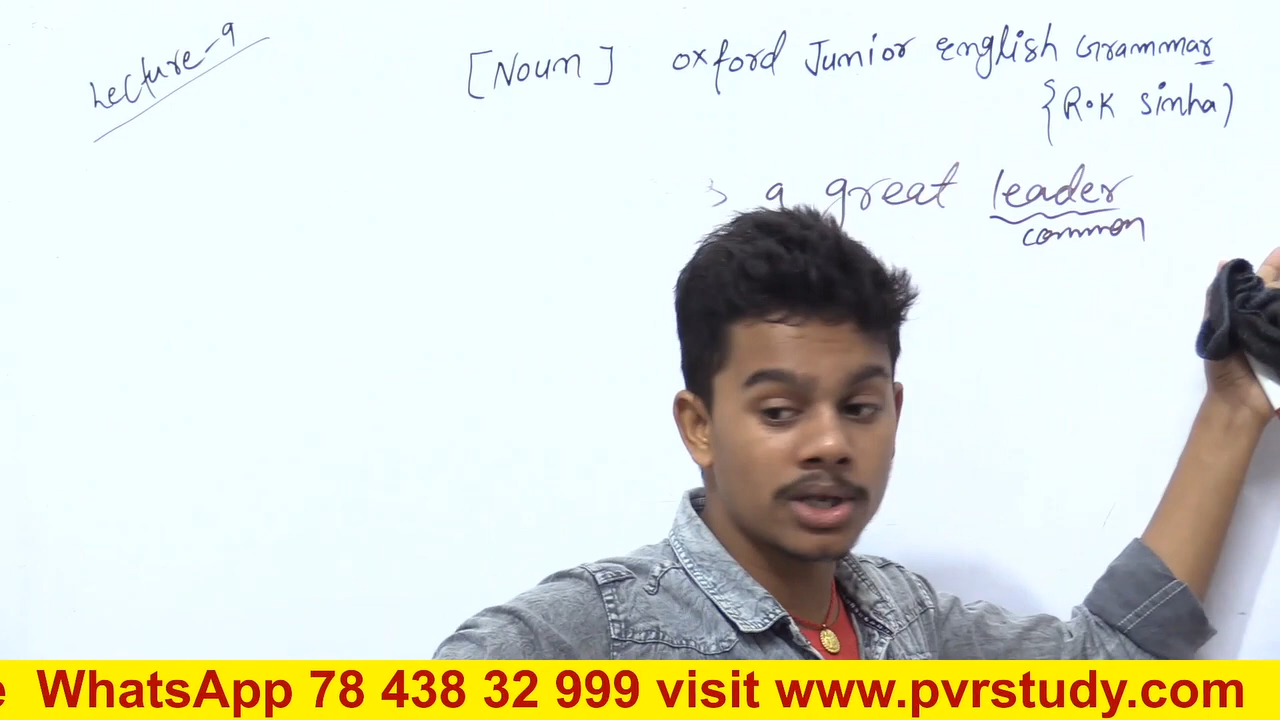 Lecture-9
[Noun] oxford Junior English Grammar
{R.K Sinha)
a great leader
common
WhatsApp 78 438 32 999 visit www.pvrstudy.com